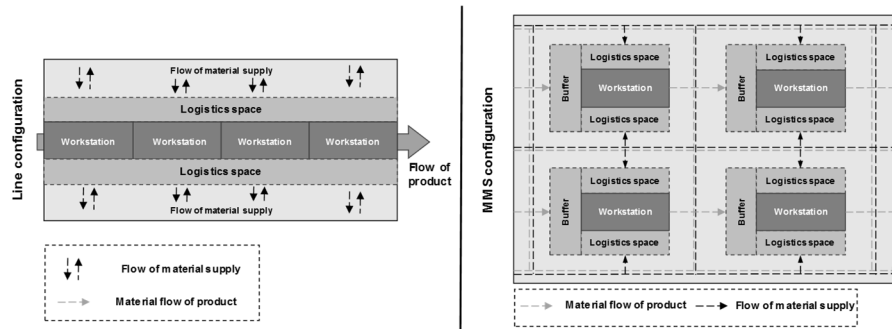 Line configuration
Flow of material supply
Logistics space
Workstation Workstation Workstation Workstation
Logistics space
Flow of material supply
Flow of
product
Flow of material supply
Material flow of product
MMS configuration
Logistics space Logistics space
Buffer Workstation Buffer Workstation
Logistics space Logistics space
Logistics space Logistics space
Buffer Workstation Buffer Workstation
Logistics space Logistics space
Material flow of product Flow of material supply